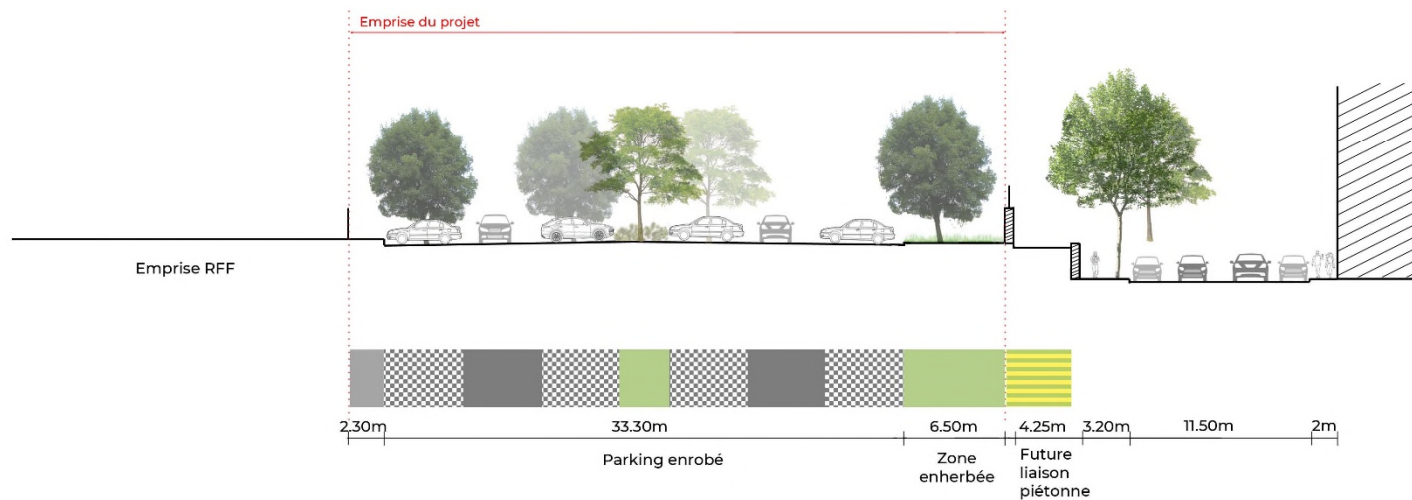 Emprise du projet
Emprise RFF
2.30m
33.30m
6.50m
4.25m
3.20m
11.50m
2m
Parking enrobé
Zone
enherbée
Future
liaison
piétonne